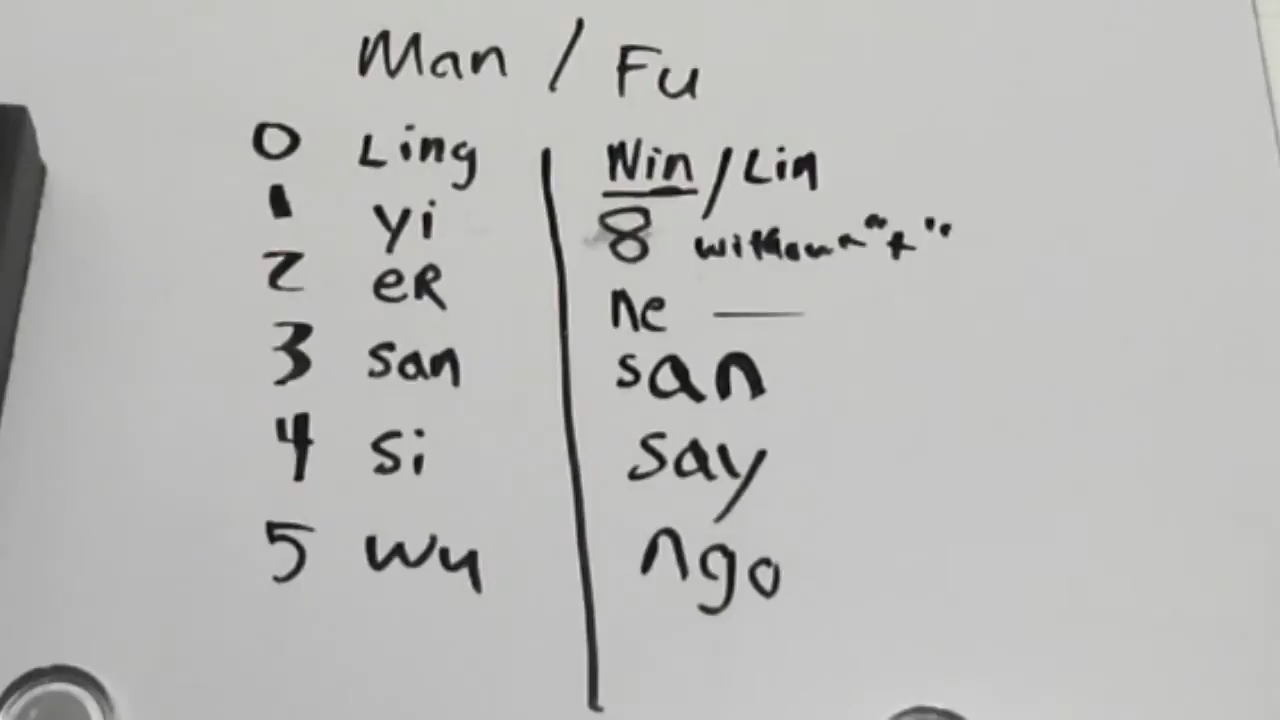 Man / Fu
0 Ling Nin/Lin
1 yi 8 without "t"
2 eR ne —
3 san san
4 si say
5 wu ngo